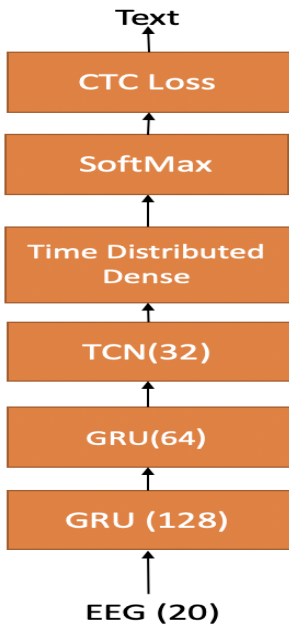 Text
CTC Loss
SoftMax
Time Distributed
Dense
TCN(32)
GRU(64)
GRU (128)
EEG (20)